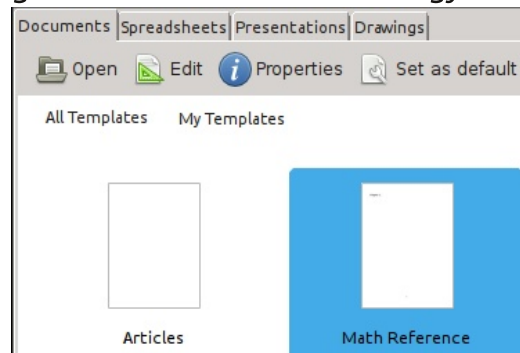 Documents Spreadsheets Presentations Drawings
Open Edit Properties Set as default
All Templates My Templates
Articles Math Reference